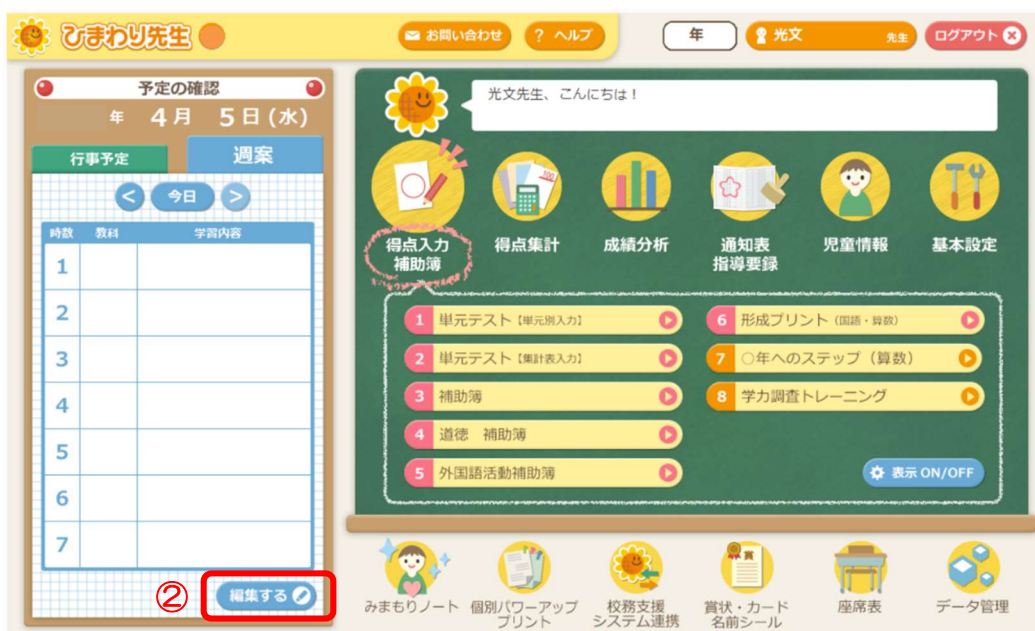 ひまわり先生
お問い合わせ
? ヘルプ
年
光文 先生
ログアウト
予定の確認
年 4月 5日(水)
行事予定
週案
< 今日 >
時数 教科 学習内容
1
2
3
4
5
6
7
②
編集する
光文先生、こんにちは！
得点入力
補助簿
得点集計
成績分析
通知表
指導要録
児童情報
基本設定
1 単元テスト【単元別入力】
2 単元テスト【集計表入力】
3 補助簿
4 道徳 補助簿
5 外国語活動補助簿
6 形成プリント（国語・算数）
7 ○年へのステップ（算数）
8 学力調査トレーニング
表示 ON/OFF
みまもりノート
個別パワーアップ
プリント
校務支援
システム連携
賞
賞状・カード
名前シール
座席表
データ管理
100